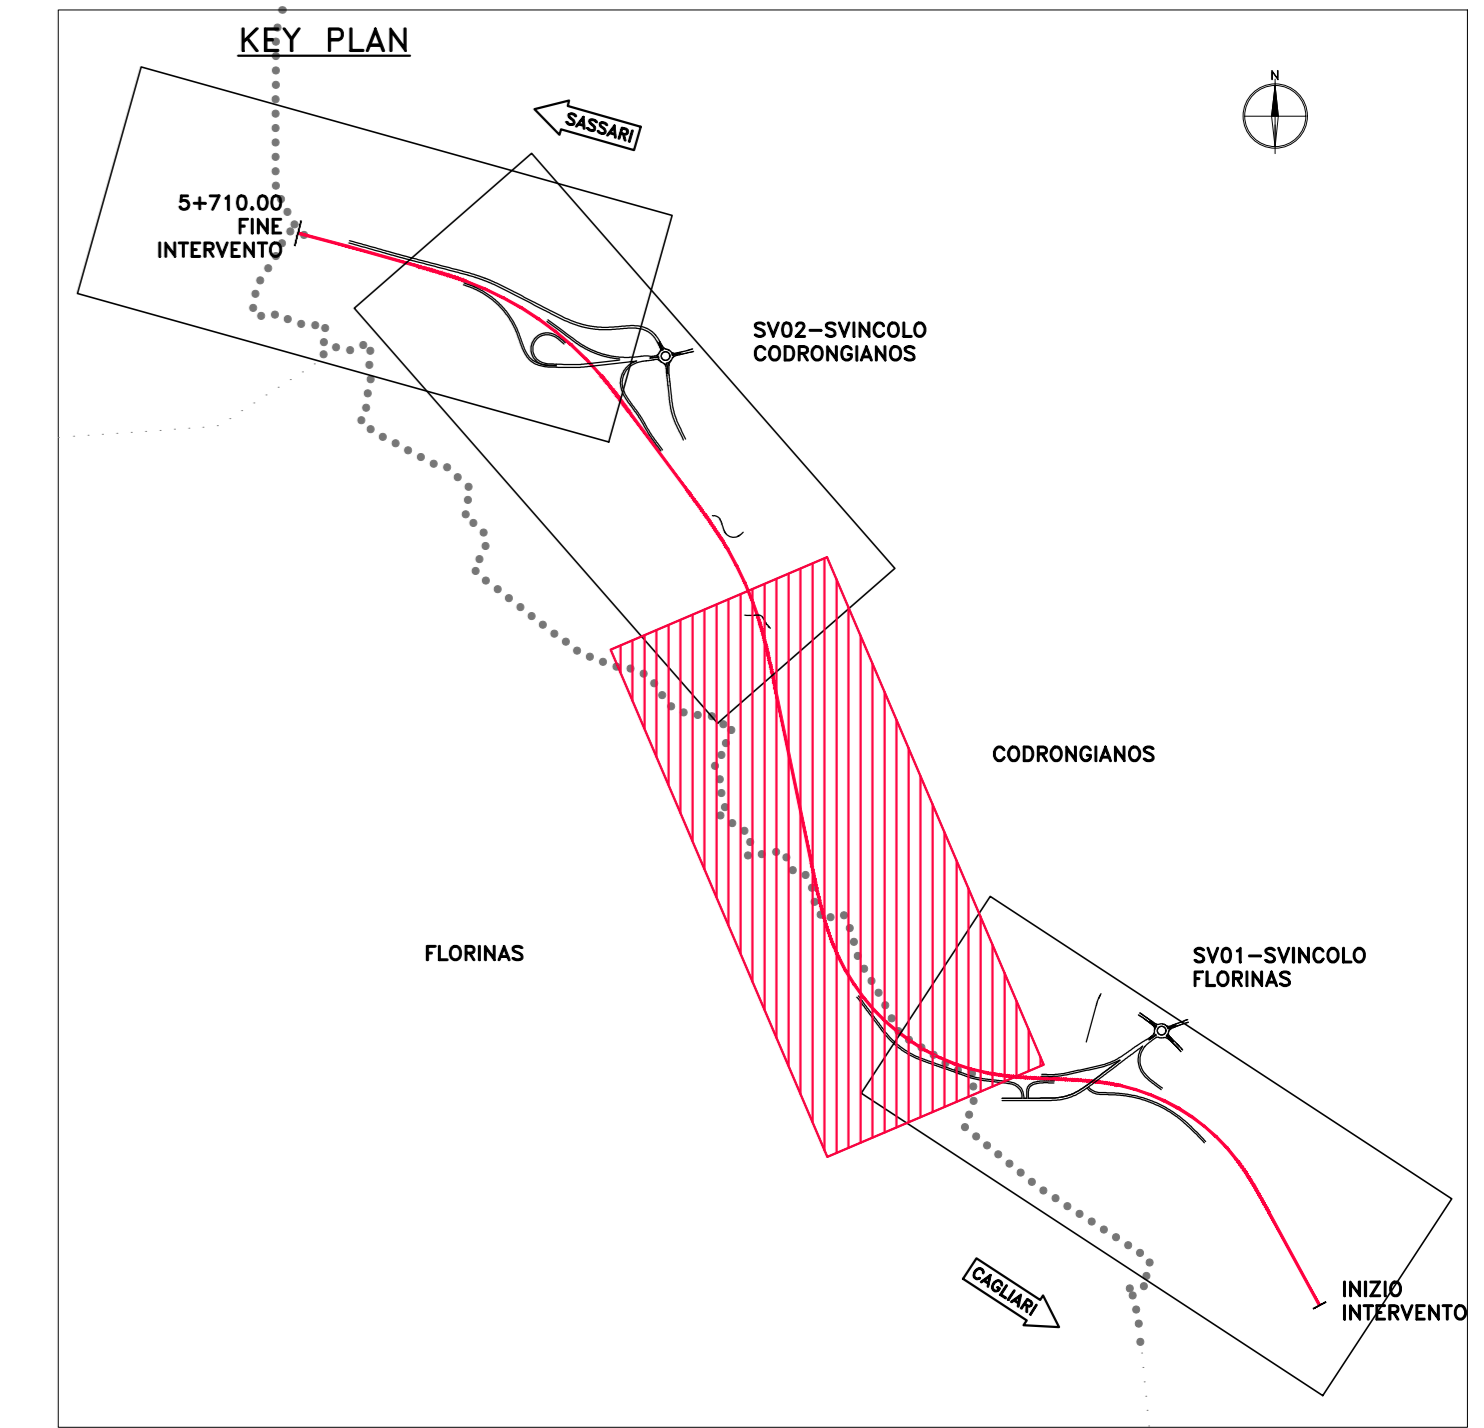 KEY PLAN
N
SASSARI
5+710.00
FINE
INTERVENTO
SV02-SVINCOLO
CODRONGIANOS
CODRONGIANOS
FLORINAS
SV01-SVINCOLO
FLORINAS
CAGLIARI
INIZIO
INTERVENTO